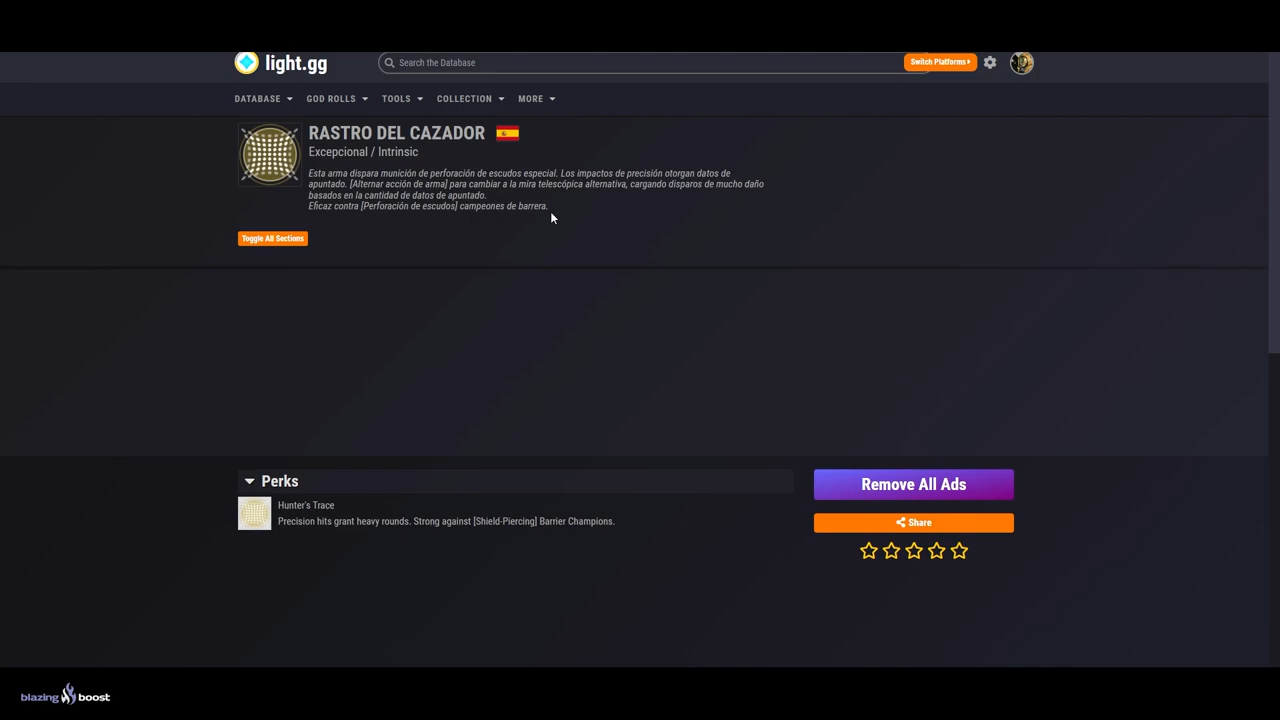 light.gg
Search the Database
Switch Platforms
DATABASE GOD ROLLS TOOLS COLLECTION MORE
RASTRO DEL CAZADOR
Excepcional / Intrinsic
Esta arma dispara munición de perforación de escudos especial. Los impactos de precisión otorgan datos de
apuntado. [Alternar acción de arma] para cambiar a la mira telescópica alternativa, cargando disparos de mucho daño
basados en la cantidad de datos de apuntado.
Eficaz contra [Perforación de escudos] campeones de barrera.
Toggle All Sections
Perks
Hunter's Trace
Precision hits grant heavy rounds. Strong against [Shield-Piercing] Barrier Champions.
Remove All Ads
Share
blazing boost